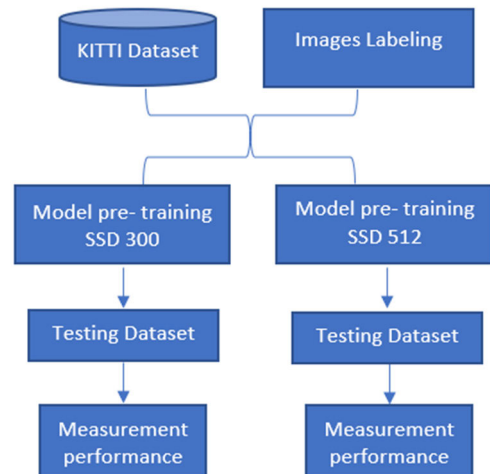 KITTI Dataset
Images Labeling
Model pre- training
SSD 300
Model pre- training
SSD 512
Testing Dataset
Testing Dataset
Measurement
performance
Measurement
performance